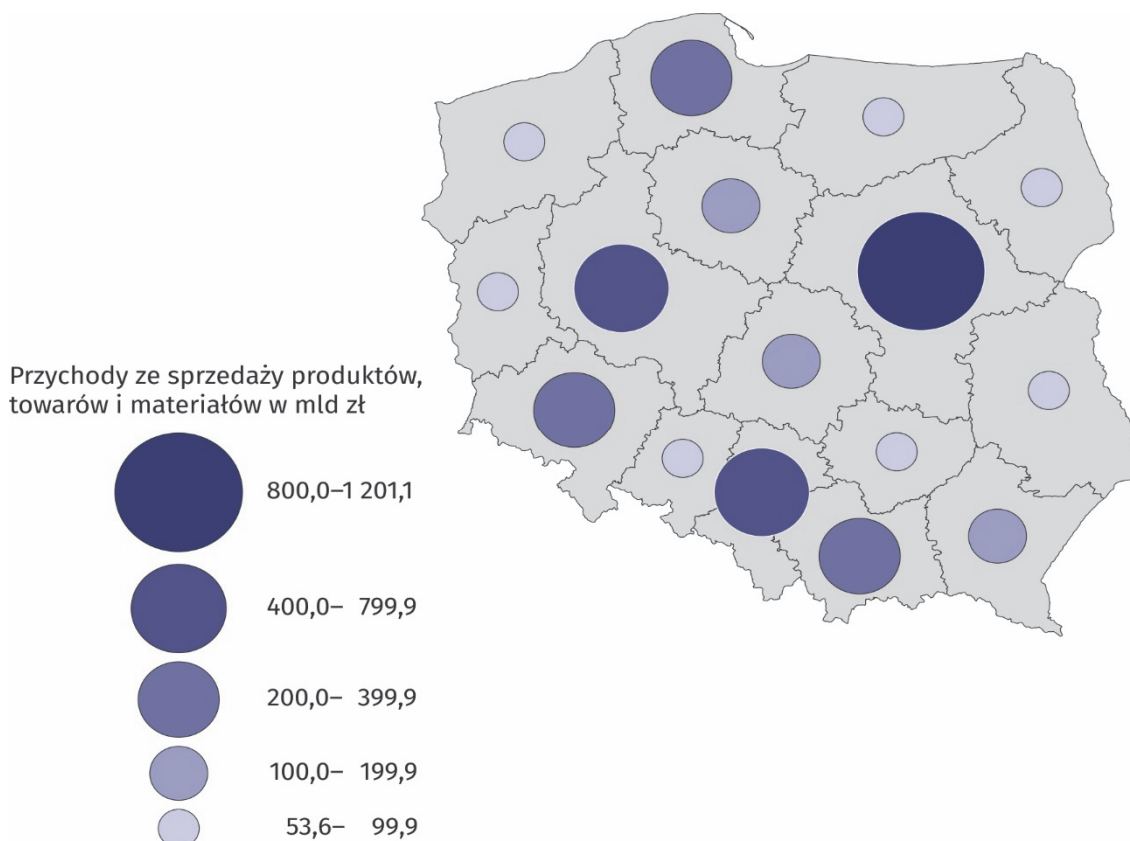 Przychody ze sprzedaży produktów,
towarów i materiałów w mld zł
800,0–1 201,1
400,0– 799,9
200,0– 399,9
100,0– 199,9
53,6– 99,9